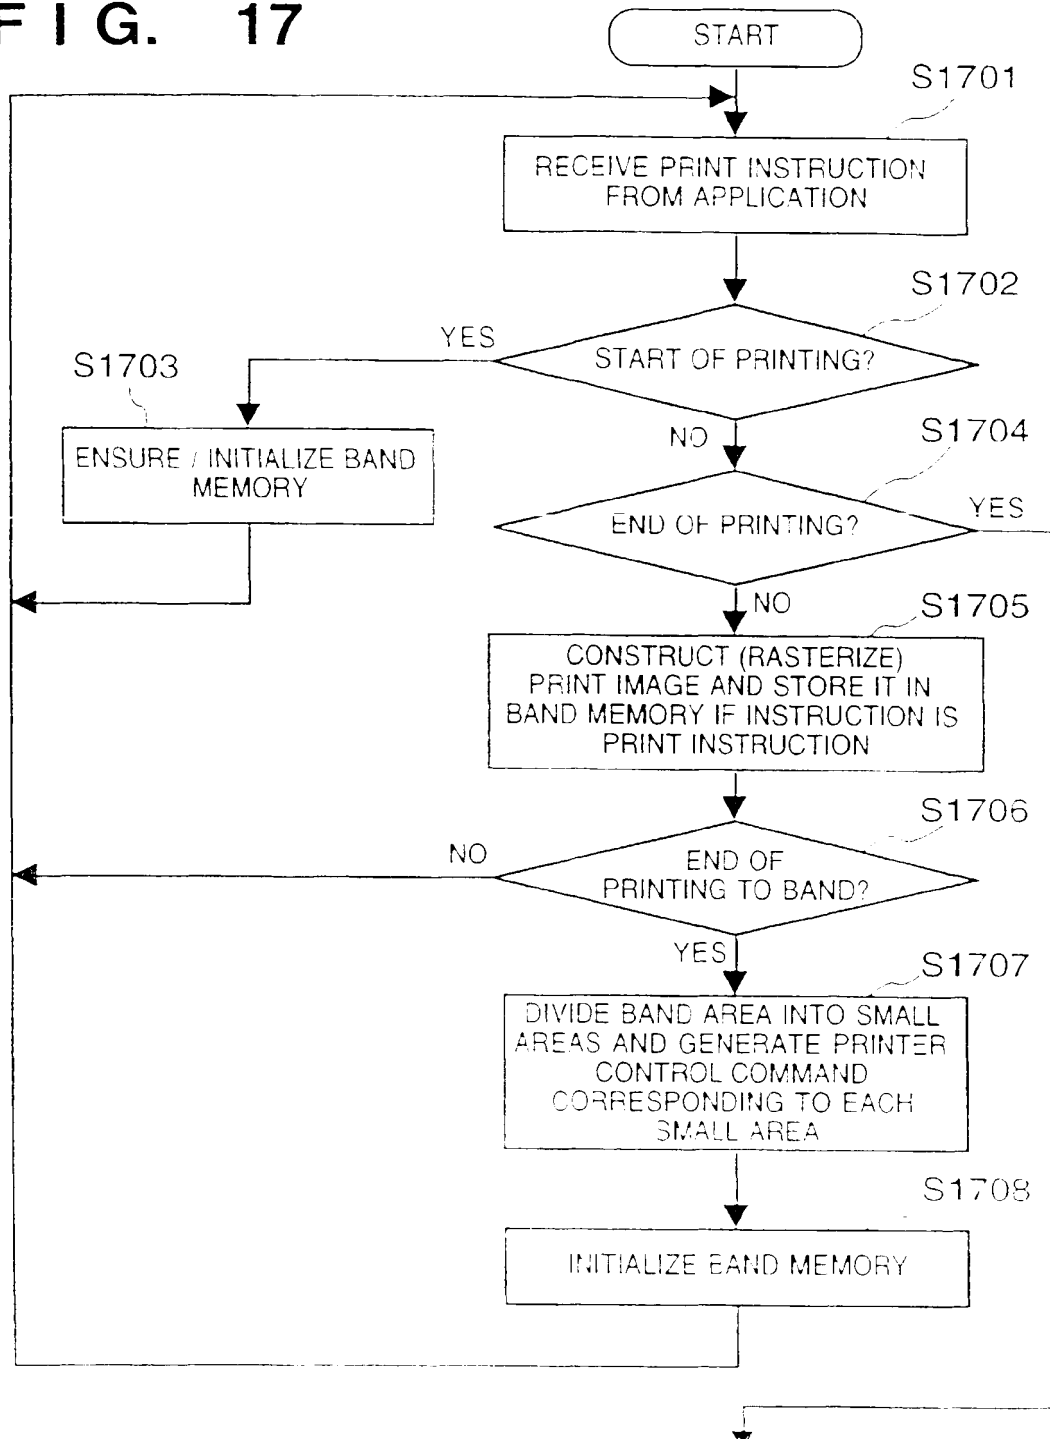 FIG. 17
START
S1701
RECEIVE PRINT INSTRUCTION
FROM APPLICATION
S1702
YES
START OF PRINTING?
S1703
ENSURE / INITIALIZE BAND
MEMORY
NO
S1704
END OF PRINTING?
YES
NO
S1705
CONSTRUCT (RASTERIZE)
PRINT IMAGE AND STORE IT IN
BAND MEMORY IF INSTRUCTION IS
PRINT INSTRUCTION
S1706
NO
END OF
PRINTING TO BAND?
YES
S1707
DIVIDE BAND AREA INTO SMALL
AREAS AND GENERATE PRINTER
CONTROL COMMAND
CORRESPONDING TO EACH
SMALL AREA
S1708
INITIALIZE BAND MEMORY